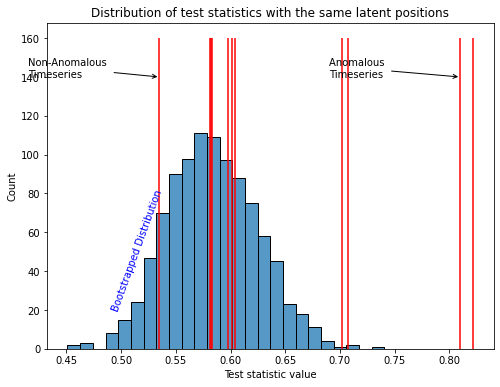 Distribution of test statistics with the same latent positions
160
140
120
100
80
60
40
20
0
Count
Non-Anomalous
Timeseries
Anomalous
Timeseries
Bootstrapped Distribution
0.45 0.50 0.55 0.60 0.65 0.70 0.75 0.80
Test statistic value